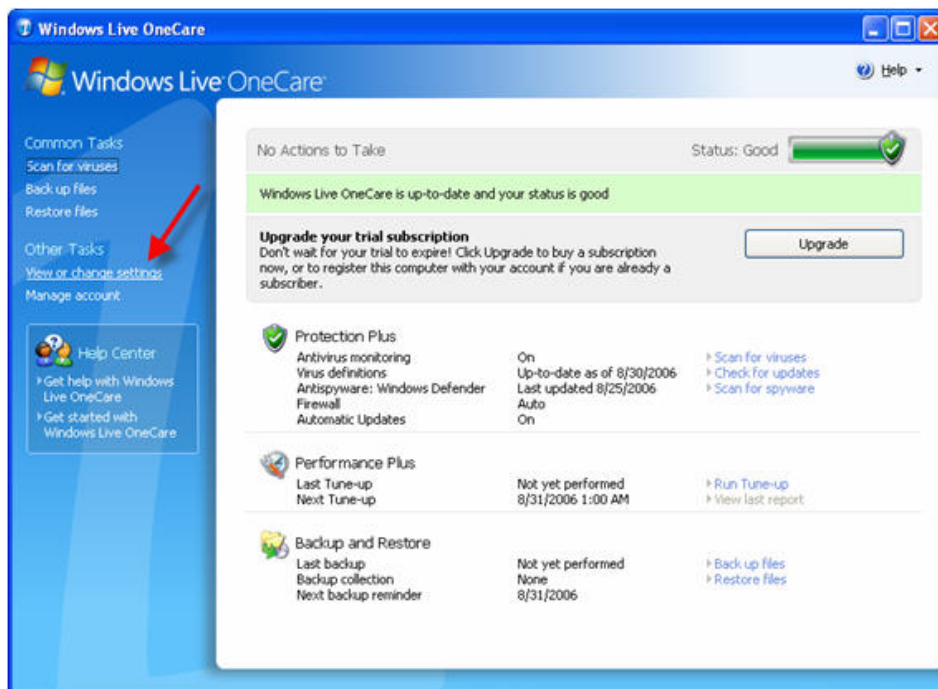 Windows Live OneCare
Windows Live OneCare
Help
Common Tasks
Scan for viruses
Back up files
Restore files
Other Tasks
View or change settings
Manage account
Help Center
Get help with Windows
Live OneCare
Get started with
Windows Live OneCare
No Actions to Take Status: Good
Windows Live OneCare is up-to-date and your status is good
Upgrade your trial subscription
Don't wait for your trial to expire! Click Upgrade to buy a subscription
now, or to register this computer with your account if you are already a
subscriber.
Upgrade
Protection Plus
Antivirus monitoring On Scan for viruses
Virus definitions Up-to-date as of 8/30/2006 Check for updates
Antispyware: Windows Defender Last updated 8/25/2006 Scan for spyware
Firewall Auto
Automatic Updates On
Performance Plus
Last Tune-up Not yet performed Run Tune-up
Next Tune-up 8/31/2006 1:00 AM View last report
Backup and Restore
Last backup Not yet performed Back up files
Backup collection None Restore files
Next backup reminder 8/31/2006